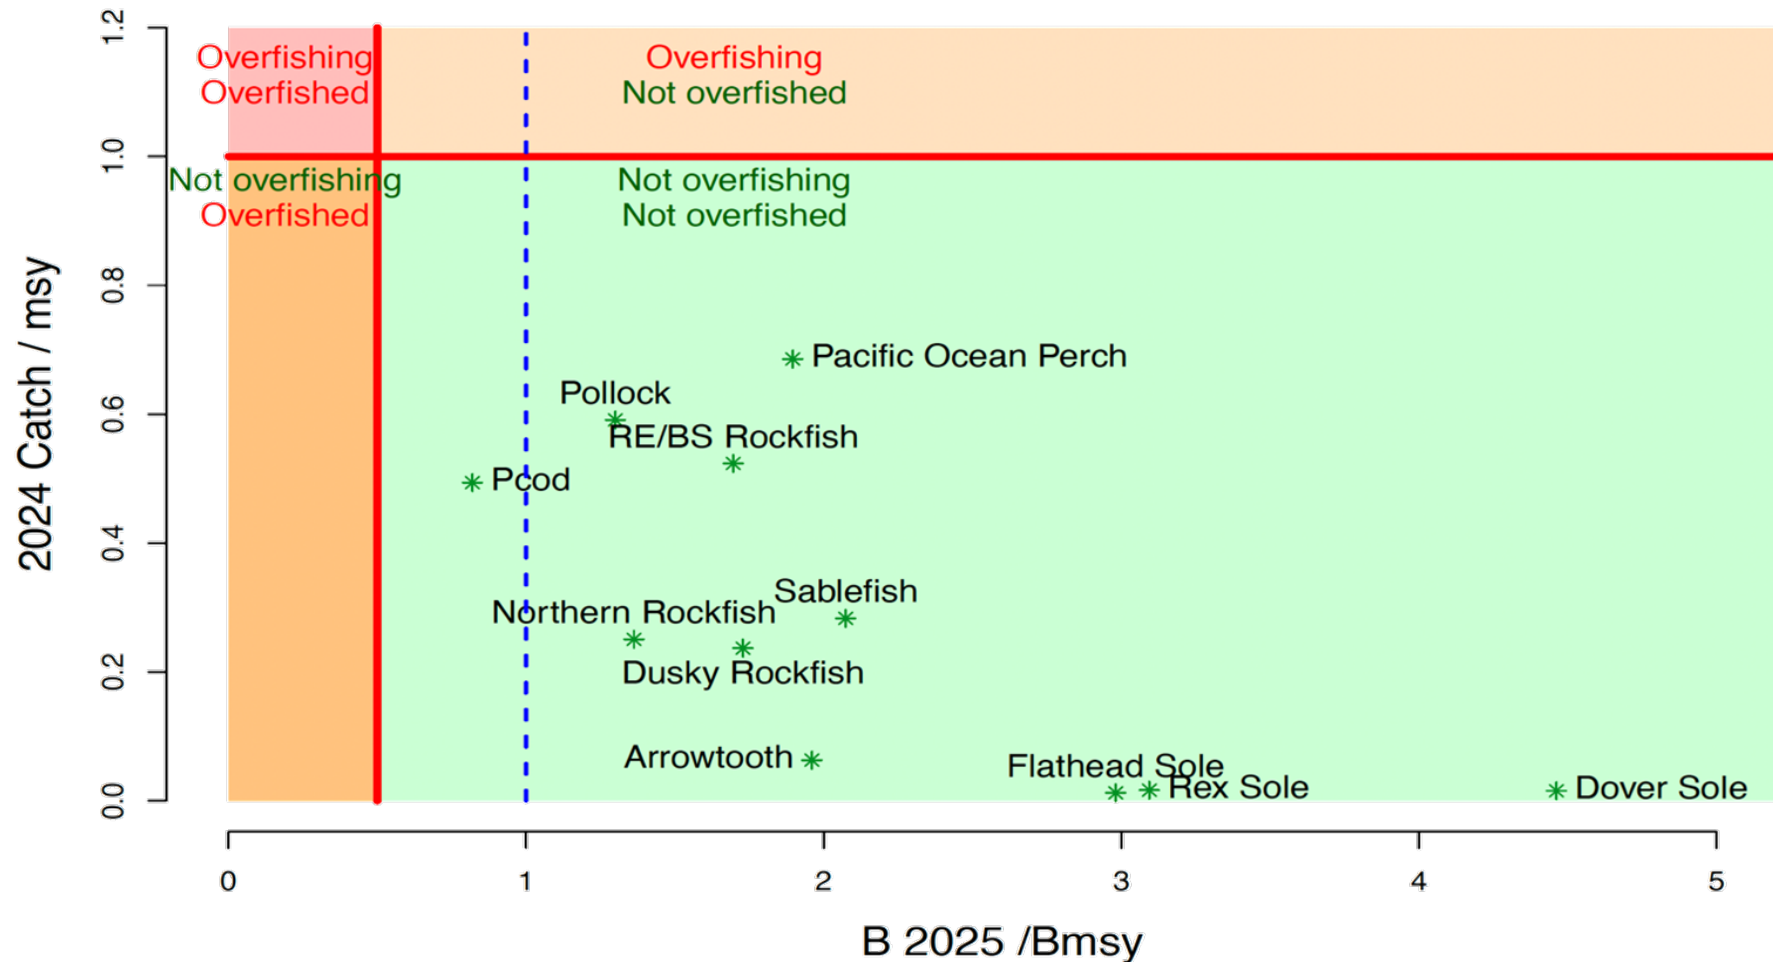 Overfishing
Overfished
Overfishing
Not overfished
Not overfishing
Overfished
Not overfishing
Not overfished
Pacific Ocean Perch
Pollock
RE/BS Rockfish
Pcod
Sablefish
Northern Rockfish
Dusky Rockfish
Arrowtooth
Flathead Sole
Rex Sole
Dover Sole
2024 Catch / msy
1.2
1.0
0.8
0.6
0.4
0.2
0.0
0 1 2 3 4 5
B 2025 /Bmsy